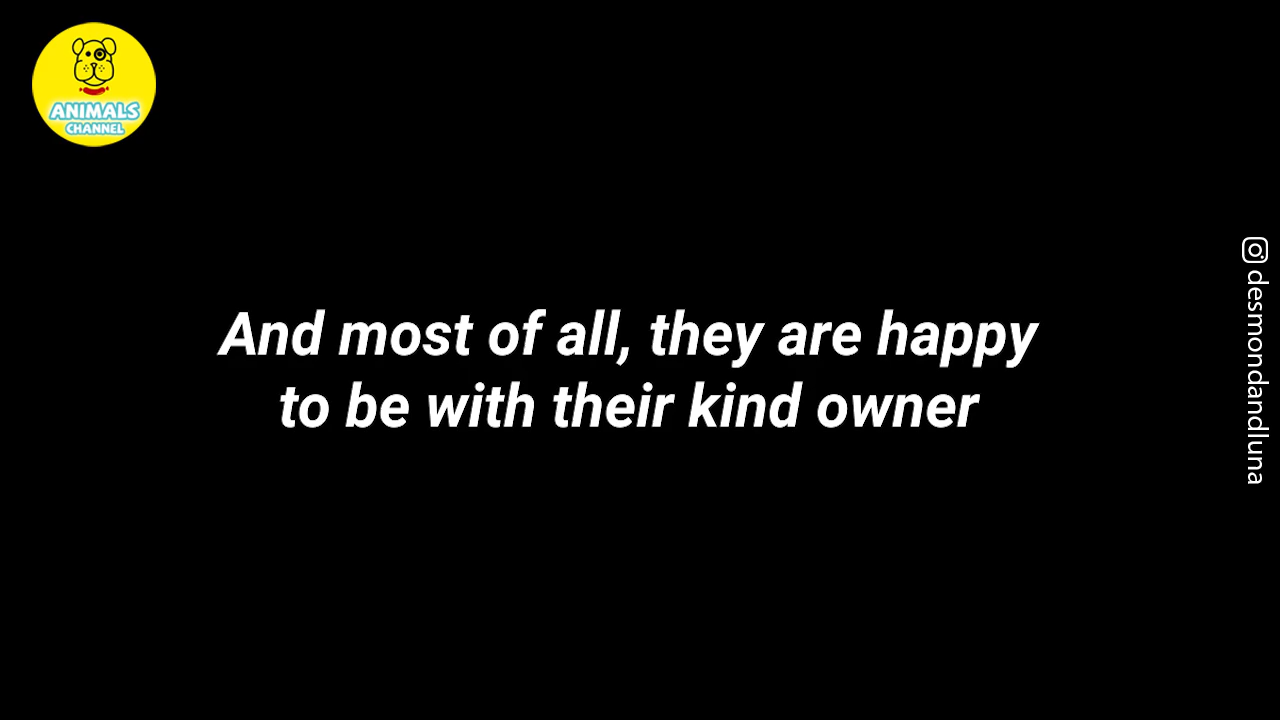 ANIMALS
CHANNEL
And most of all, they are happy
to be with their kind owner
desmondandluna